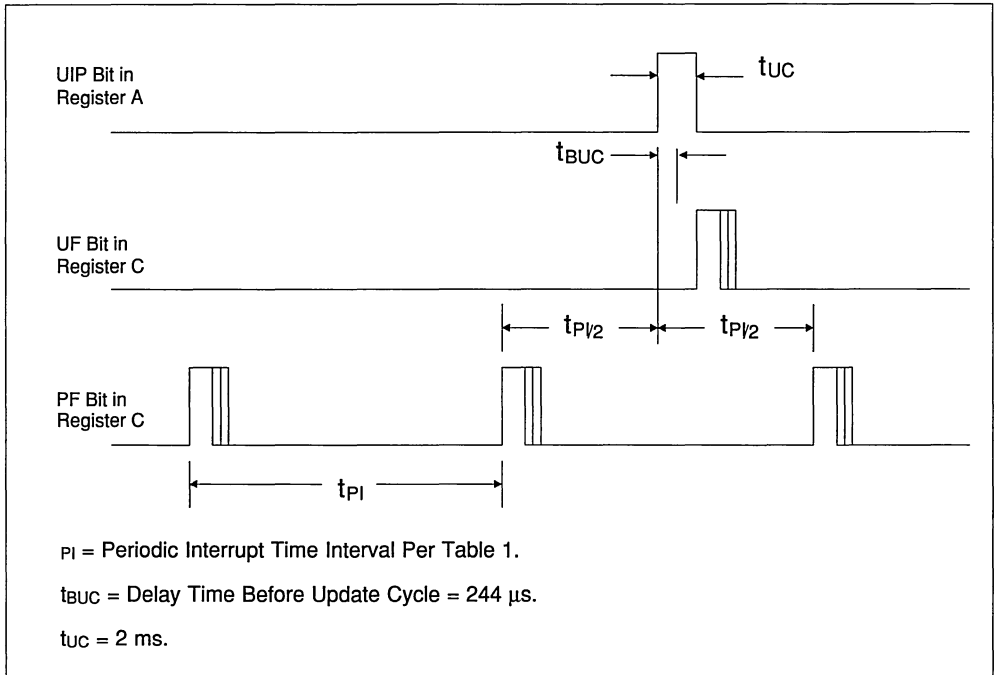 UIP Bit in
Register A
tUC
tBUC
UF Bit in
Register C
tPI/2
tPI/2
PF Bit in
Register C
tPI
PI = Periodic Interrupt Time Interval Per Table 1.
tBUC = Delay Time Before Update Cycle = 244 µs.
tUC = 2 ms.